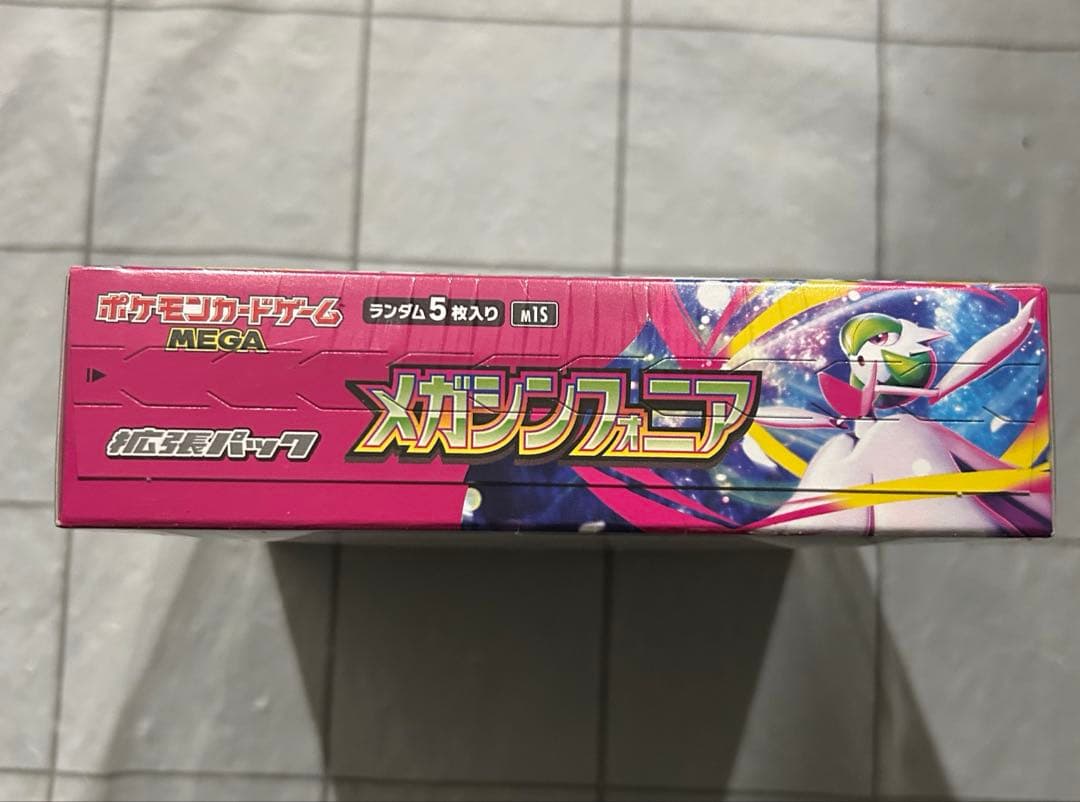 ポケモンカードゲーム
MEGA
ランダム5枚入り
M1S
メガシンフォニア
拡張パック